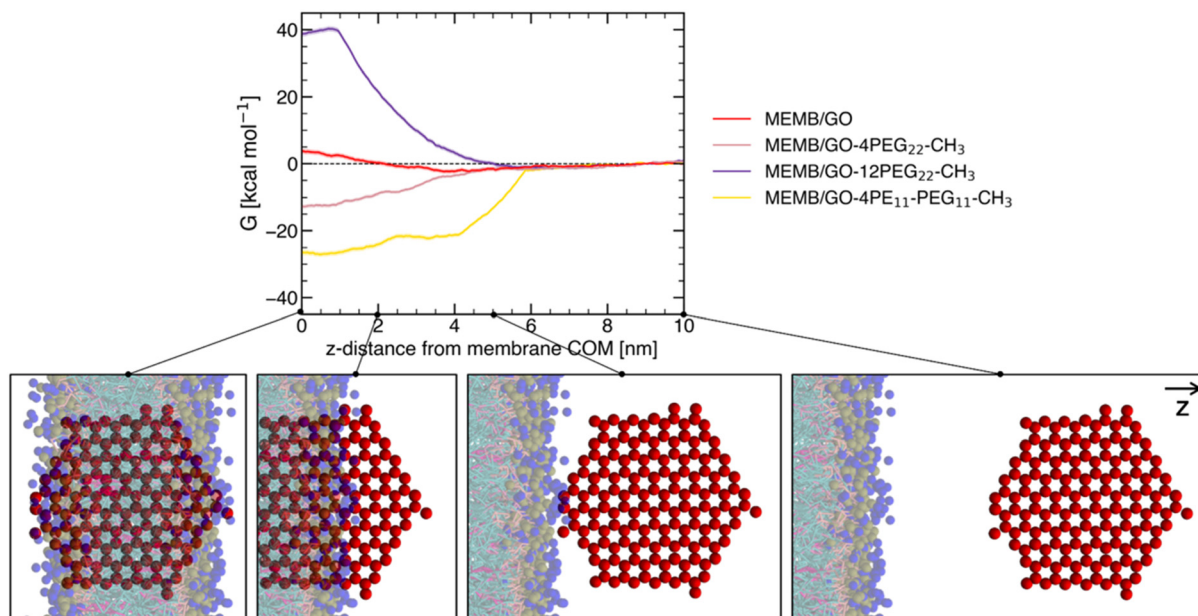 40
20
0
−20
−40
G [kcal mol⁻¹]
0 2 4 6 8 10
z-distance from membrane COM [nm]
MEMB/GO
MEMB/GO-4PEG₂₂-CH₃
MEMB/GO-12PEG₂₂-CH₃
MEMB/GO-4PE₁₁-PEG₁₁-CH₃
z